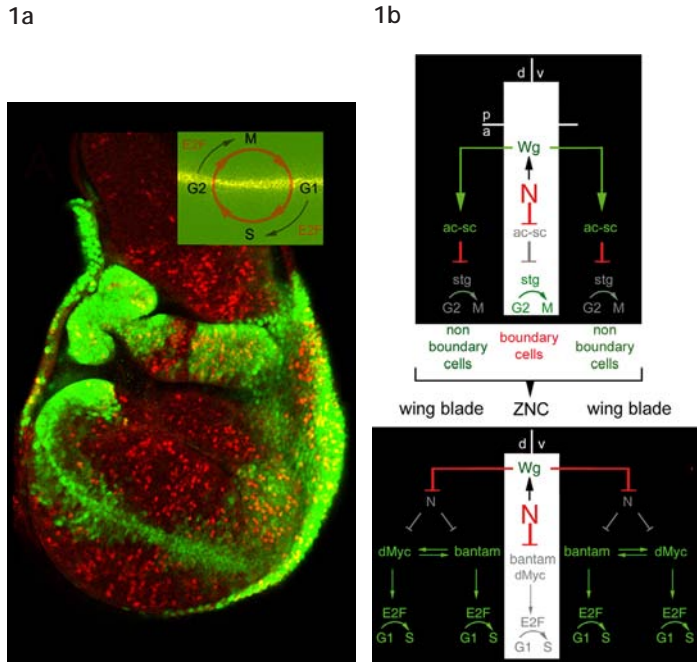 1a
1b
A
E2F
M
G2
G1
S
E2F
d v
p
a
Wg
N
ac-sc
ac-sc
ac-sc
stg
stg
stg
G2 M
G2 M
G2 M
non
boundary
cells
boundary
cells
non
boundary
cells
wing blade
ZNC
wing blade
d v
Wg
N
N
N
dMyc
bantam
bantam
dMyc
bantam
dMyc
E2F
G1 S
E2F
G1 S
E2F
G1 S
E2F
G1 S
E2F
G1 S